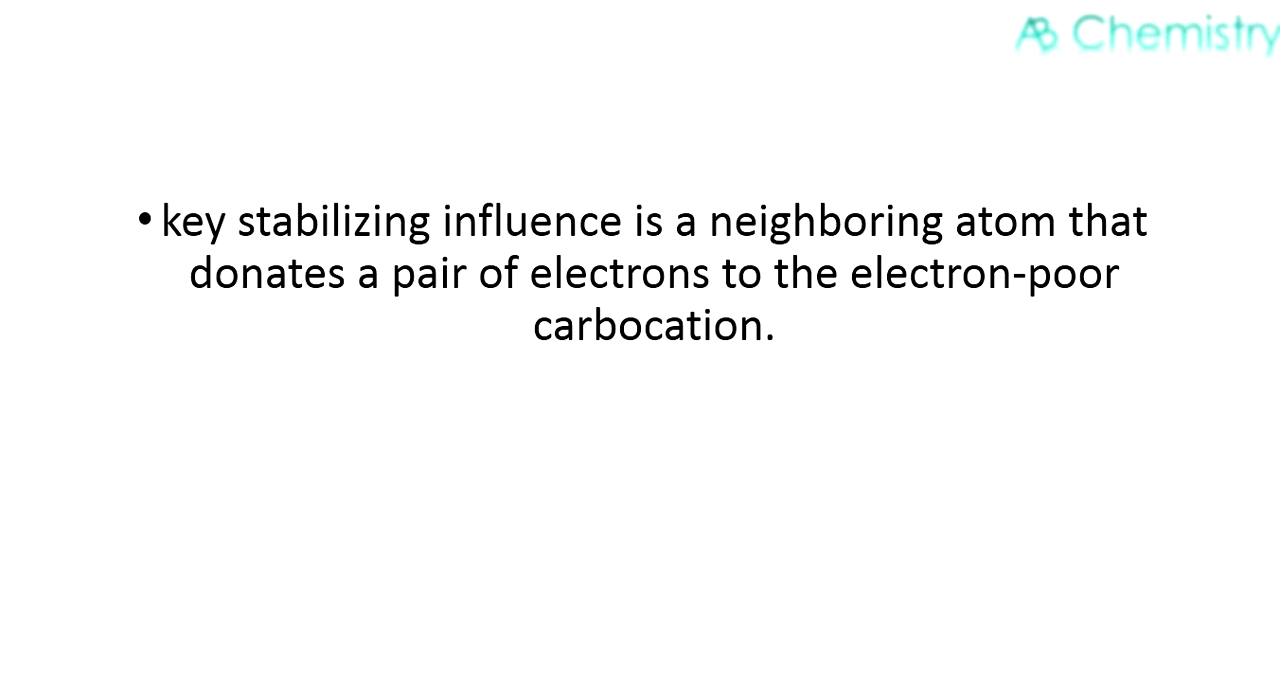 AB Chemistry
• key stabilizing influence is a neighboring atom that
donates a pair of electrons to the electron-poor
carbocation.